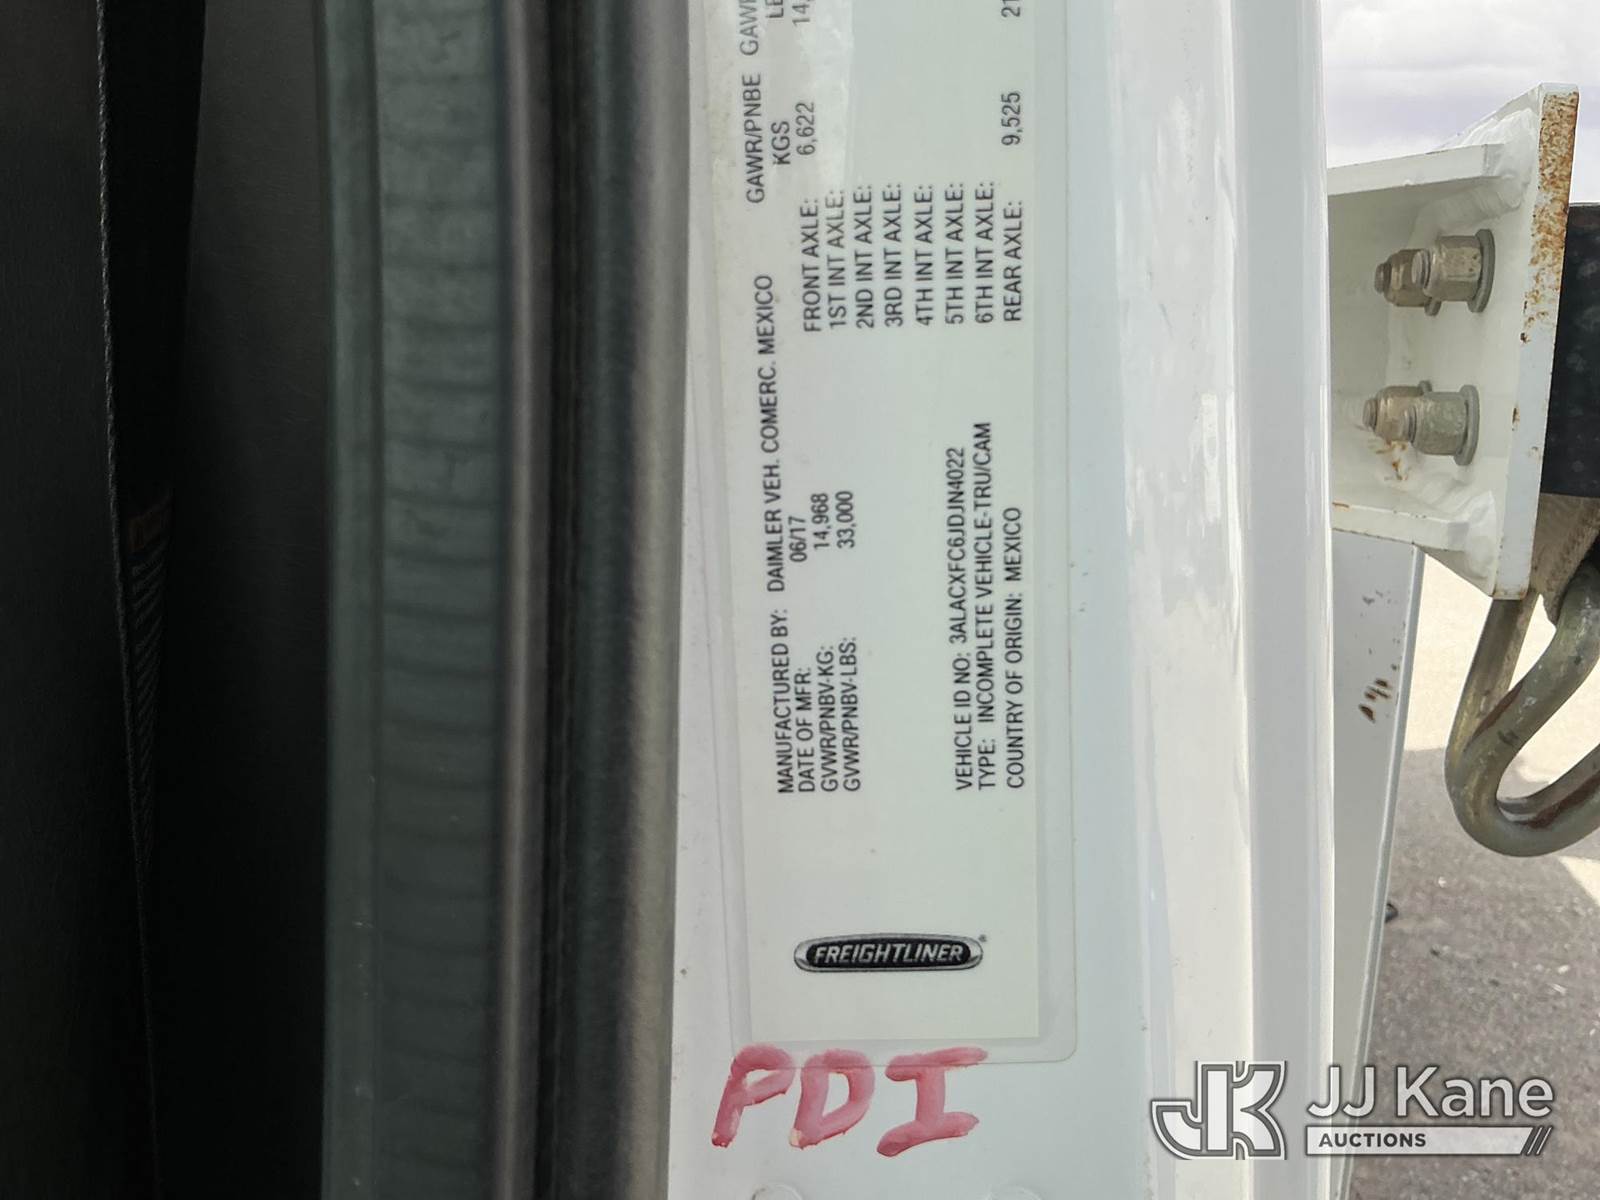 FREIGHTLINER®
MANUFACTURED BY: DAIMLER VEH. COMERC. MEXICO
DATE OF MFR: 06/17
GVWR/PNBV-KG: 14,968
GVWR/PNBV-LBS: 33,000
VEHICLE ID NO: 3ALACXFC6JDJN4022
TYPE: INCOMPLETE VEHICLE-TRU/CAM
COUNTRY OF ORIGIN: MEXICO
GAWR/PNBE
KGS
FRONT AXLE: 6,622
1ST INT AXLE:
2ND INT AXLE:
3RD INT AXLE:
4TH INT AXLE:
5TH INT AXLE:
6TH INT AXLE:
REAR AXLE: 9,525
PDI
JK JJ Kane
AUCTIONS